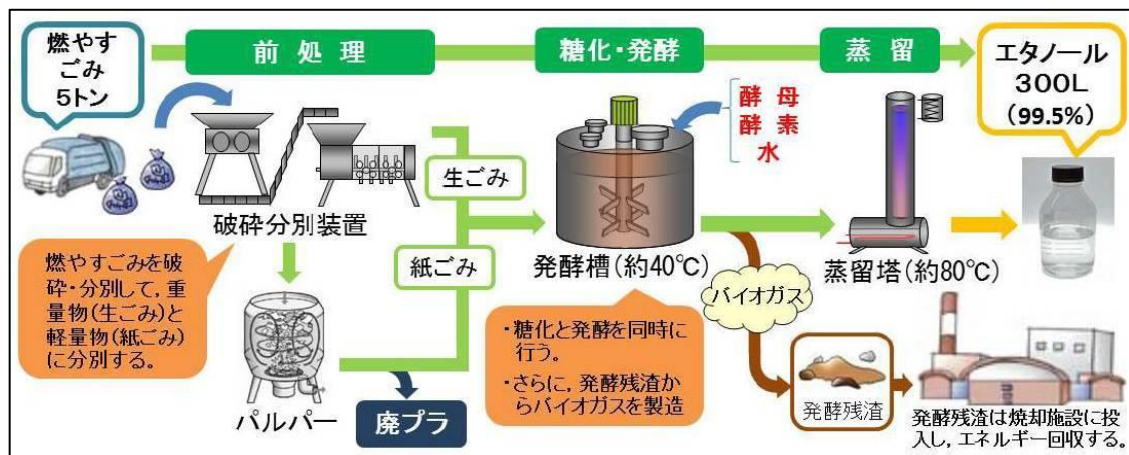 燃やす
ごみ
5トン
前 処 理
糖化・発酵
蒸 留
エタノール
300L
(99.5%)
酵 母
酵 素
水
生ごみ
破砕分別装置
紙ごみ
発酵槽(約40℃)
蒸留塔(約80℃)
燃やすごみを破
砕・分別して,重
量物(生ごみ)と
軽量物(紙ごみ)
に分別する。
バイオガス
・糖化と発酵を同時に
行う。
・さらに,発酵残渣か
らバイオガスを製造
パルパー
廃プラ
発酵残渣
発酵残渣は焼却施設に投
入し,エネルギー回収する。